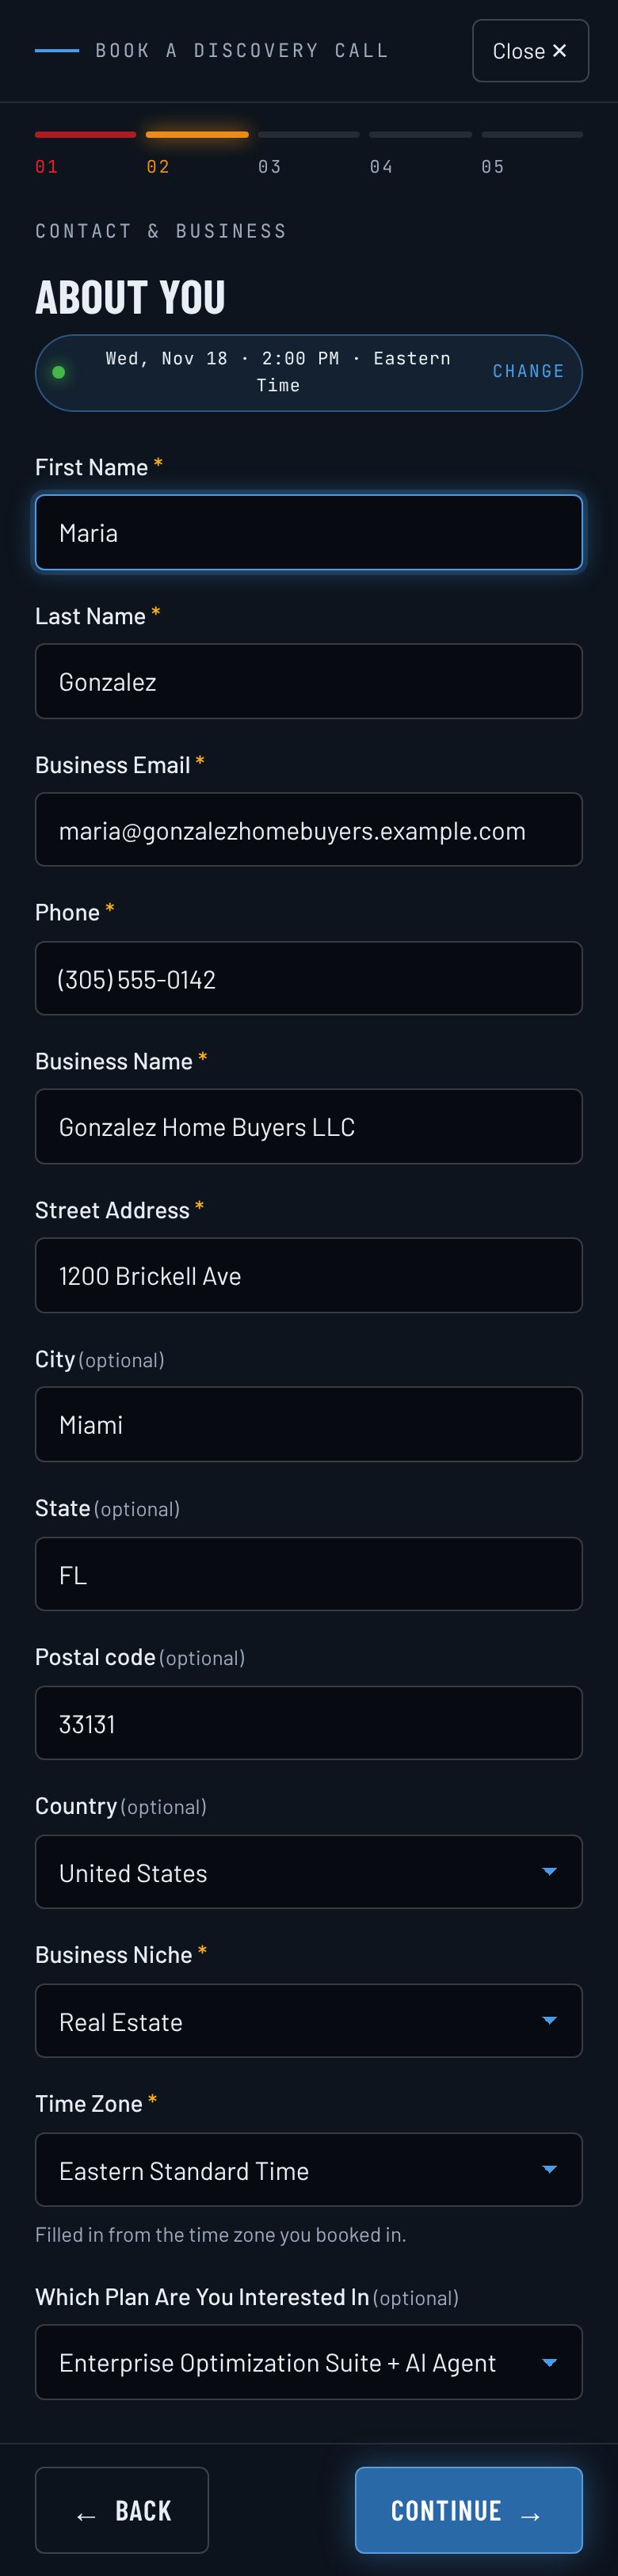 BOOK A DISCOVERY CALL
Close ✕
01 02 03 04 05
CONTACT & BUSINESS
ABOUT YOU
Wed, Nov 18 · 2:00 PM · Eastern
Time
CHANGE
First Name *
Maria
Last Name *
Gonzalez
Business Email *
maria@gonzalezhomebuyers.example.com
Phone *
(305) 555-0142
Business Name *
Gonzalez Home Buyers LLC
Street Address *
1200 Brickell Ave
City (optional)
Miami
State (optional)
FL
Postal code (optional)
33131
Country (optional)
United States
Business Niche *
Real Estate
Time Zone *
Eastern Standard Time
Filled in from the time zone you booked in.
Which Plan Are You Interested In (optional)
Enterprise Optimization Suite + AI Agent
← BACK
CONTINUE →